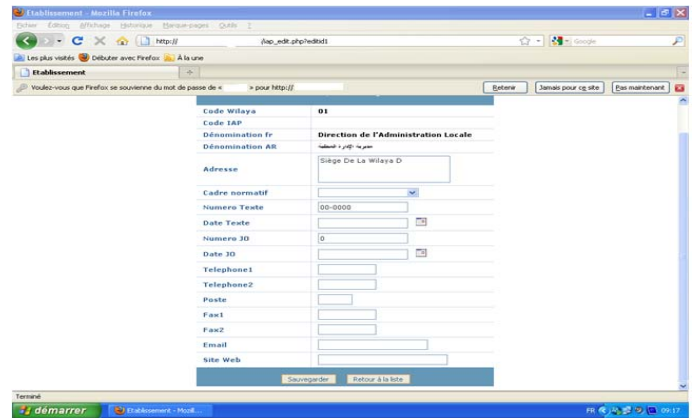 Etablissement - Mozilla Firefox
Fichier Édition Affichage Historique Marque-pages Outils ?
http:// /iap_edit.php?editid1
Google
Les plus visités Débuter avec Firefox À la une
Etablissement
Voulez-vous que Firefox se souvienne du mot de passe de « » pour http:// Retenir Jamais pour ce site Pas maintenant
Code Wilaya 01
Code IAP
Dénomination fr Direction de l'Administration Locale
Dénomination AR
Adresse Siège De La Wilaya D
Cadre normatif
Numero Texte 00-0000
Date Texte
Numero JO 0
Date JO
Telephone1
Telephone2
Poste
Fax1
Fax2
Email
Site Web
Sauvegarder Retour à la liste
Terminé
démarrer Etablissement - Mozill... FR 09:17